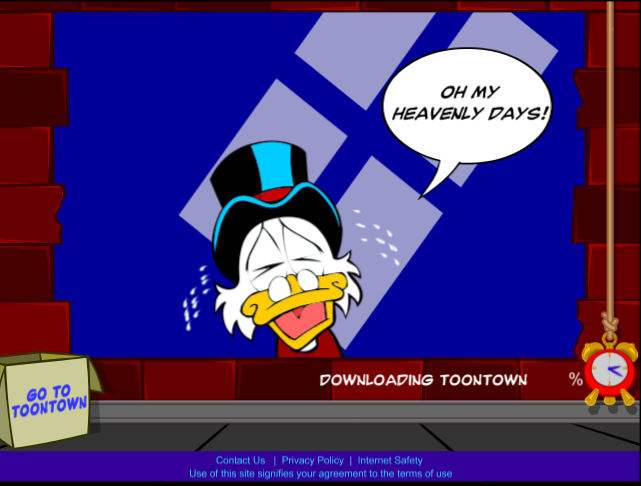 OH MY
HEAVENLY DAYS!
DOWNLOADING TOONTOWN %
GO TO
TOONTOWN
Contact Us | Privacy Policy | Internet Safety
Use of this site signifies your agreement to the terms of use